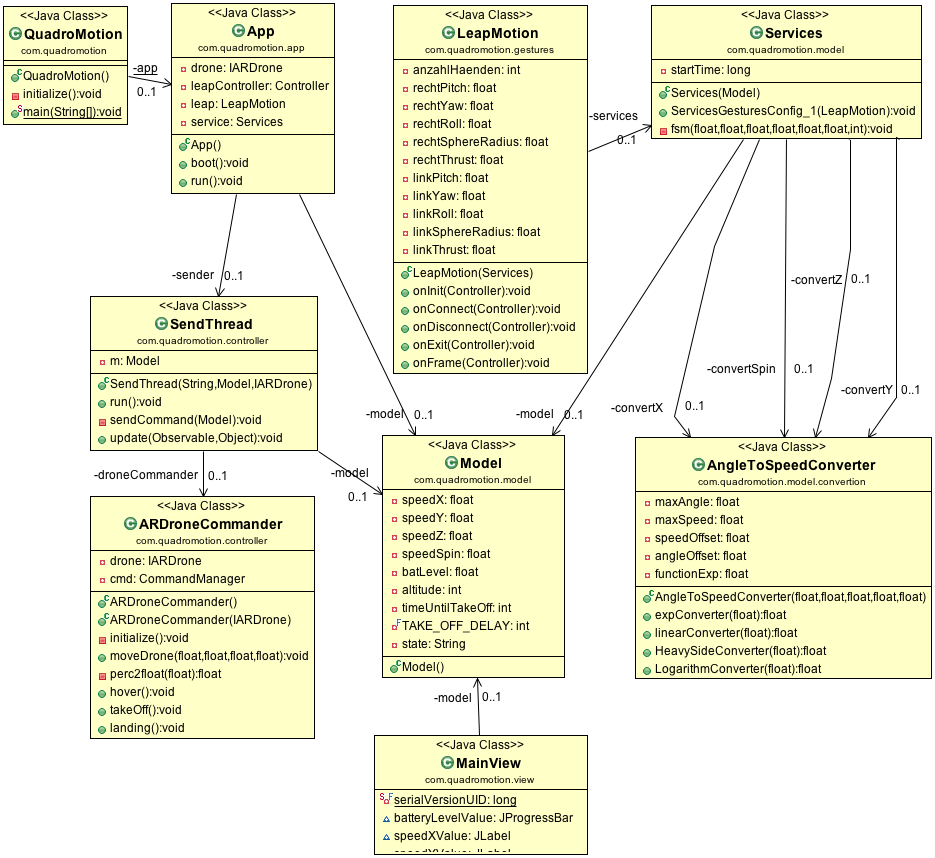 <<Java Class>>
QuadroMotion
com.quadromotion
QuadroMotion()
initialize():void
main(String[]):void
-app
0..1
<<Java Class>>
App
com.quadromotion.app
drone: IARDrone
leapController: Controller
leap: LeapMotion
service: Services
App()
boot():void
run():void
<<Java Class>>
LeapMotion
com.quadromotion.gestures
anzahlHaenden: int
rechtPitch: float
rechtYaw: float
rechtRoll: float
rechtSphereRadius: float
rechtThrust: float
linkPitch: float
linkYaw: float
linkRoll: float
linkSphereRadius: float
linkThrust: float
LeapMotion(Services)
onInit(Controller):void
onConnect(Controller):void
onDisconnect(Controller):void
onExit(Controller):void
onFrame(Controller):void
-services
0..1
<<Java Class>>
Services
com.quadromotion.model
startTime: long
Services(Model)
ServicesGesturesConfig_1(LeapMotion):void
fsm(float,float,float,float,float,float,int):void
-sender 0..1
-model 0..1
-model 0..1
-convertX 0..1
-convertSpin 0..1
-convertZ 0..1
-convertY 0..1
<<Java Class>>
SendThread
com.quadromotion.controller
m: Model
SendThread(String,Model,IARDrone)
run():void
sendCommand(Model):void
update(Observable,Object):void
-droneCommander 0..1
-model
0..1
<<Java Class>>
ARDroneCommander
com.quadromotion.controller
drone: IARDrone
cmd: CommandManager
ARDroneCommander()
ARDroneCommander(IARDrone)
initialize():void
moveDrone(float,float,float,float):void
perc2float(float):float
hover():void
takeOff():void
landing():void
<<Java Class>>
Model
com.quadromotion.model
speedX: float
speedY: float
speedZ: float
speedSpin: float
batLevel: float
altitude: int
timeUntilTakeOff: int
TAKE_OFF_DELAY: int
state: String
Model()
<<Java Class>>
AngleToSpeedConverter
com.quadromotion.model.convertion
maxAngle: float
maxSpeed: float
speedOffset: float
angleOffset: float
functionExp: float
AngleToSpeedConverter(float,float,float,float,float)
expConverter(float):float
linearConverter(float):float
HeavySideConverter(float):float
LogarithmConverter(float):float
-model 0..1
<<Java Class>>
MainView
com.quadromotion.view
serialVersionUID: long
batteryLevelValue: JProgressBar
speedXValue: JLabel